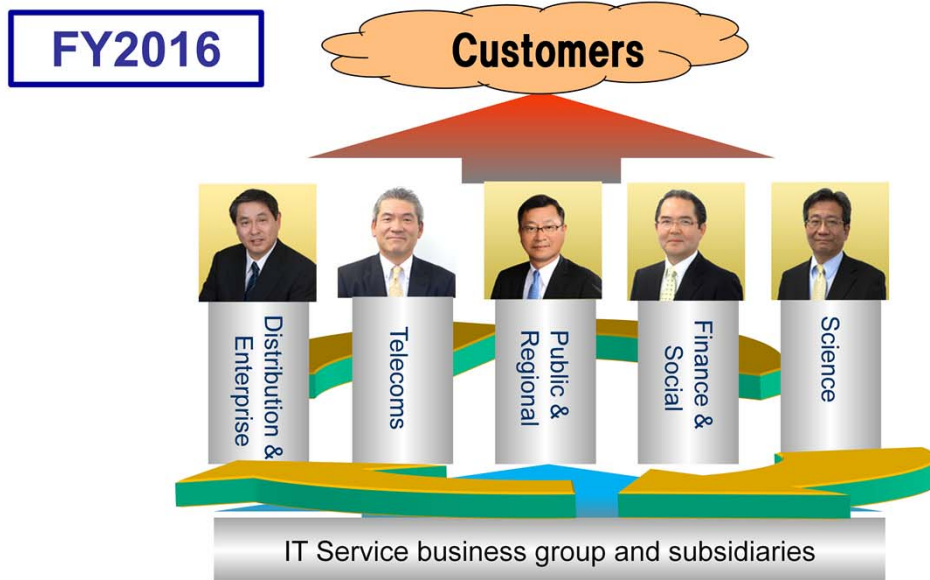 FY2016
Customers
Distribution &
Enterprise
Telecoms
Public &
Regional
Finance &
Social
Science
IT Service business group and subsidiaries